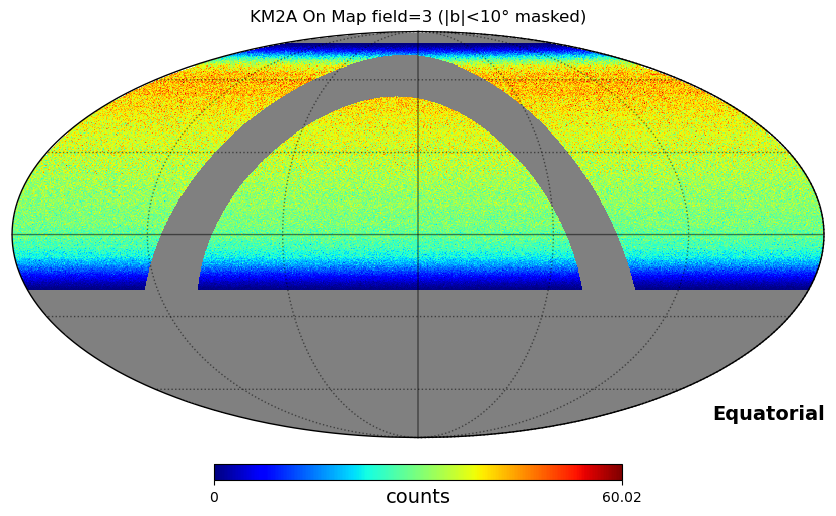 KM2A On Map field=3 (|b|<10° masked)
Equatorial
0 60.02
counts